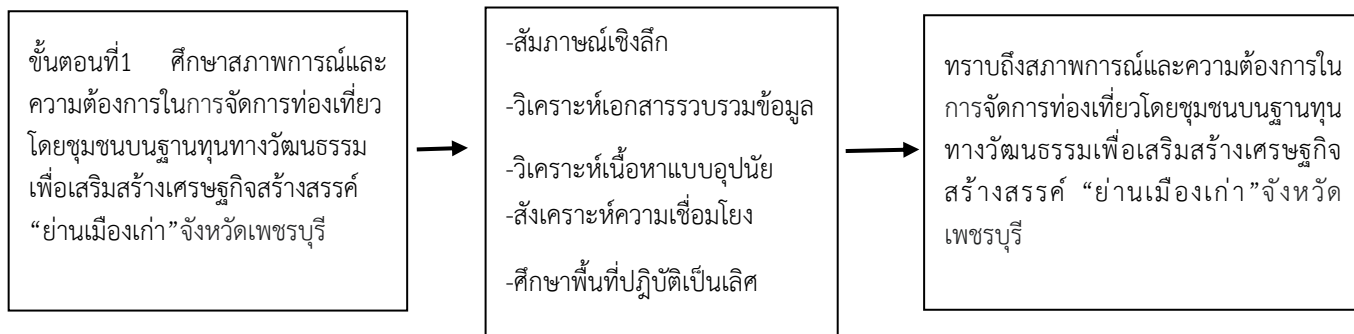 ขั้นตอนที่1 ศึกษาสภาพการณ์และ
ความต้องการในการจัดการท่องเที่ยว
โดยชุมชนบนฐานทุนทางวัฒนธรรม
เพื่อเสริมสร้างเศรษฐกิจสร้างสรรค์
“ย่านเมืองเก่า”จังหวัดเพชรบุรี
-สัมภาษณ์เชิงลึก
-วิเคราะห์เอกสารรวบรวมข้อมูล
-วิเคราะห์เนื้อหาแบบอุปนัย
-สังเคราะห์ความเชื่อมโยง
-ศึกษาพื้นที่ปฎิบัติเป็นเลิศ
ทราบถึงสภาพการณ์และความต้องการใน
การจัดการท่องเที่ยวโดยชุมชนบนฐานทุน
ทางวัฒนธรรมเพื่อเสริมสร้างเศรษฐกิจ
สร้างสรรค์ “ย่านเมืองเก่า”จังหวัด
เพชรบุรี